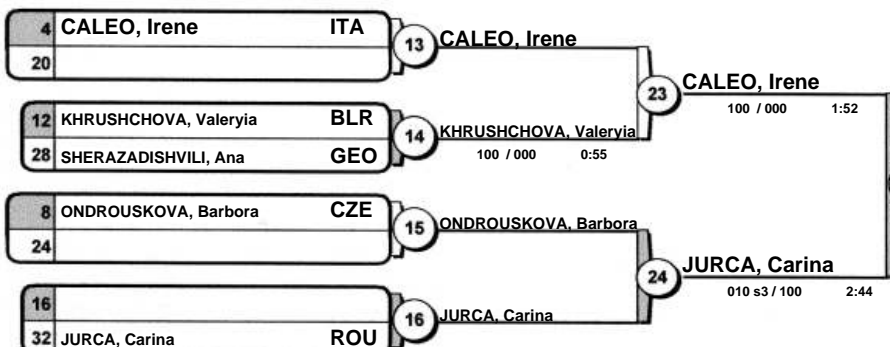 4 CALEO, Irene ITA
20
13 CALEO, Irene
12 KHRUSHCHOVA, Valeryia BLR
28 SHERAZADISHVILI, Ana GEO
14 KHRUSHCHOVA, Valeryia
100 / 000 0:55
23 CALEO, Irene
100 / 000 1:52
8 ONDROUSKOVA, Barbora CZE
24
15 ONDROUSKOVA, Barbora
16
32 JURCA, Carina ROU
16 JURCA, Carina
24 JURCA, Carina
010 s3 / 100 2:44